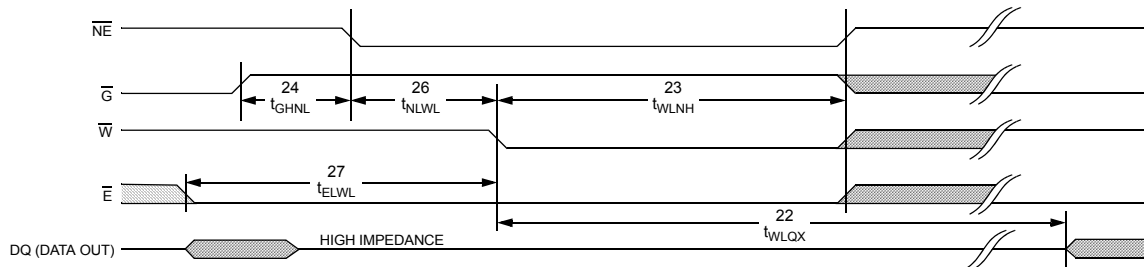 NE
G
24
tGHNL
26
tNLWL
23
tWLNH
W
27
tELWL
E
22
tWLQX
DQ (DATA OUT)
HIGH IMPEDANCE